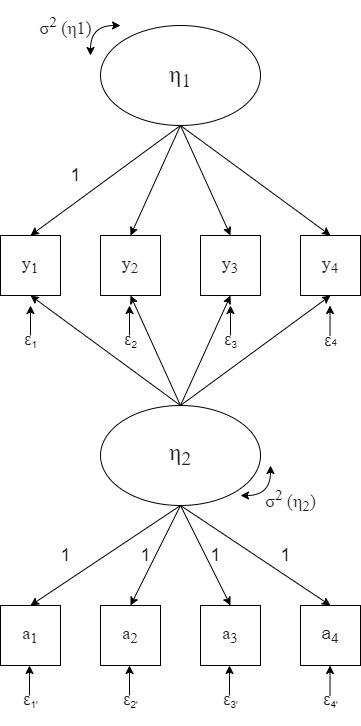 σ² (η1)
η₁
1
y₁ y₂ y₃ y₄
ε₁ ε₂ ε₃ ε₄
η₂
σ² (η₂)
1 1 1 1
a₁ a₂ a₃ a₄
ε₁' ε₂' ε₃' ε₄'